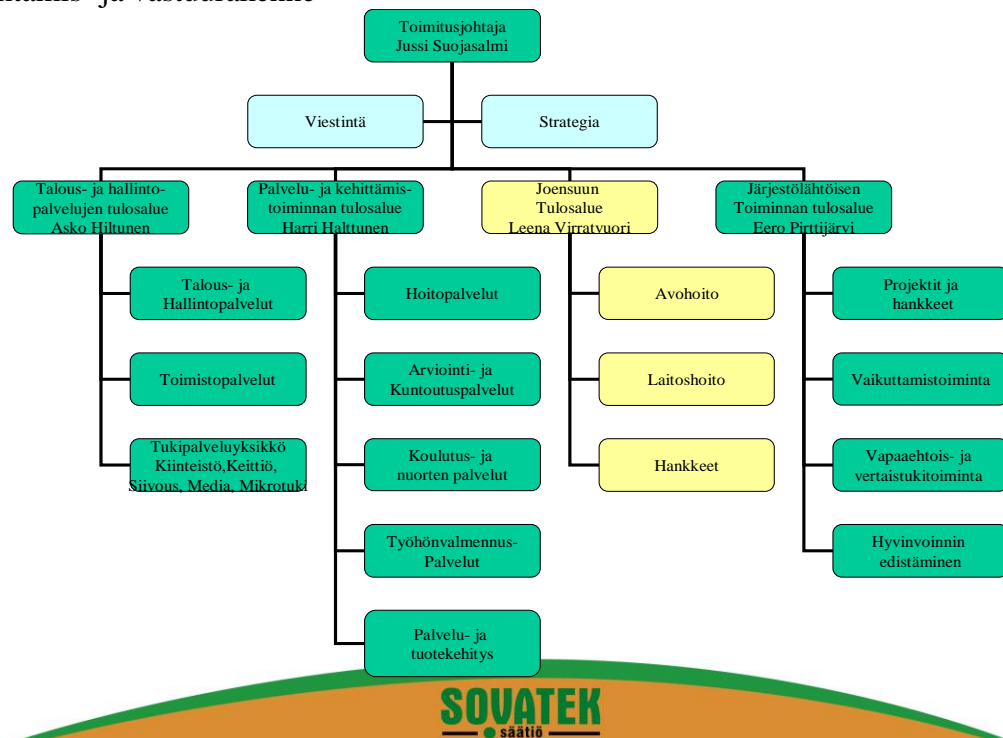 ja vastuurakenne
Toimitusjohtaja
Jussi Suojasalmi
Viestintä
Strategia
Talous- ja hallinto-
palvelujen tulosalue
Asko Hiltunen
Palvelu- ja kehittämis-
toiminnan tulosalue
Harri Halttunen
Joensuun
Tulosalue
Leena Virratvuori
Järjestölähtöisen
Toiminnan tulosalue
Eero Pirttijärvi
Talous- ja
Hallintopalvelut
Toimistopalvelut
Tukipalveluyksikkö
Kiinteistö,Keittiö,
Siivous, Media, Mikrotuki
Hoitopalvelut
Arviointi- ja
Kuntoutuspalvelut
Koulutus- ja
nuorten palvelut
Työhönvalmennus-
Palvelut
Palvelu- ja
tuotekehitys
Avohoito
Laitoshoito
Hankkeet
Projektit ja
hankkeet
Vaikuttamistoiminta
Vapaaehtois- ja
vertaistukitoiminta
Hyvinvoinnin
edistäminen
SOVATEK
säätiö